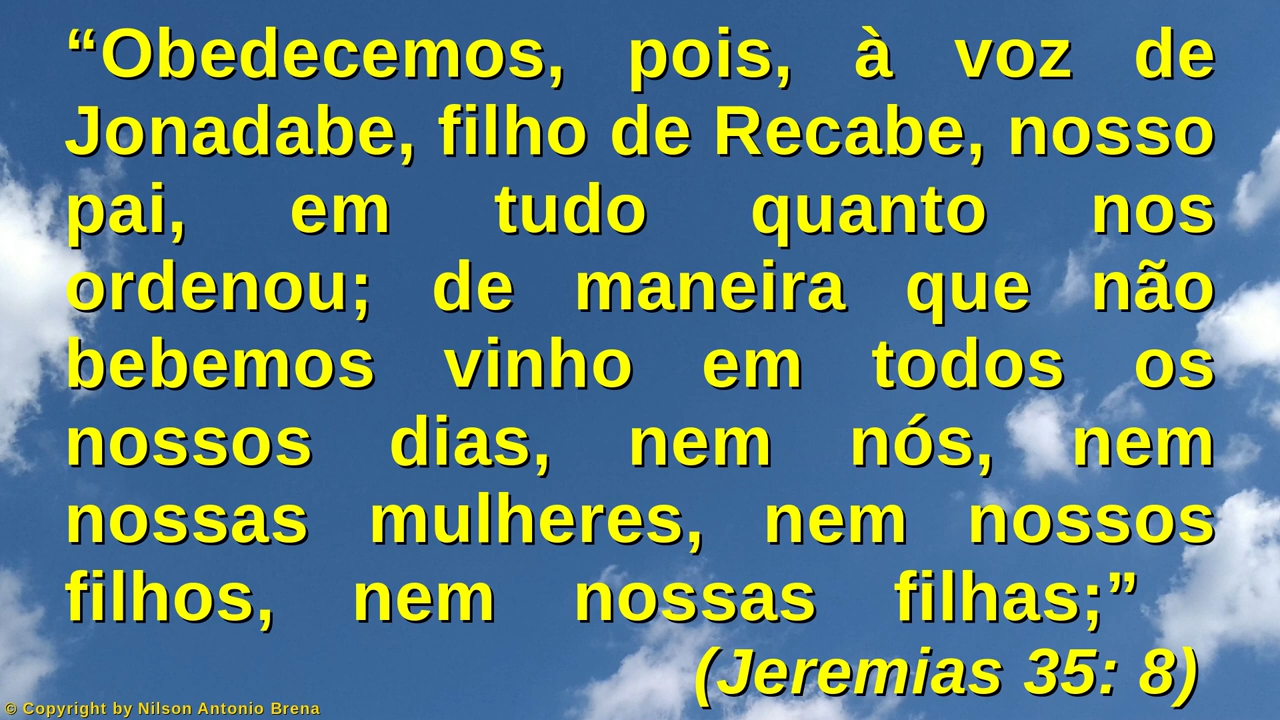 “Obedecemos, pois, à voz de
Jonadabe, filho de Recabe, nosso
pai, em tudo quanto nos
ordenou; de maneira que não
bebemos vinho em todos os
nossos dias, nem nós, nem
nossas mulheres, nem nossos
filhos, nem nossas filhas;”
(Jeremias 35: 8)
© Copyright by Nilson Antonio Brena